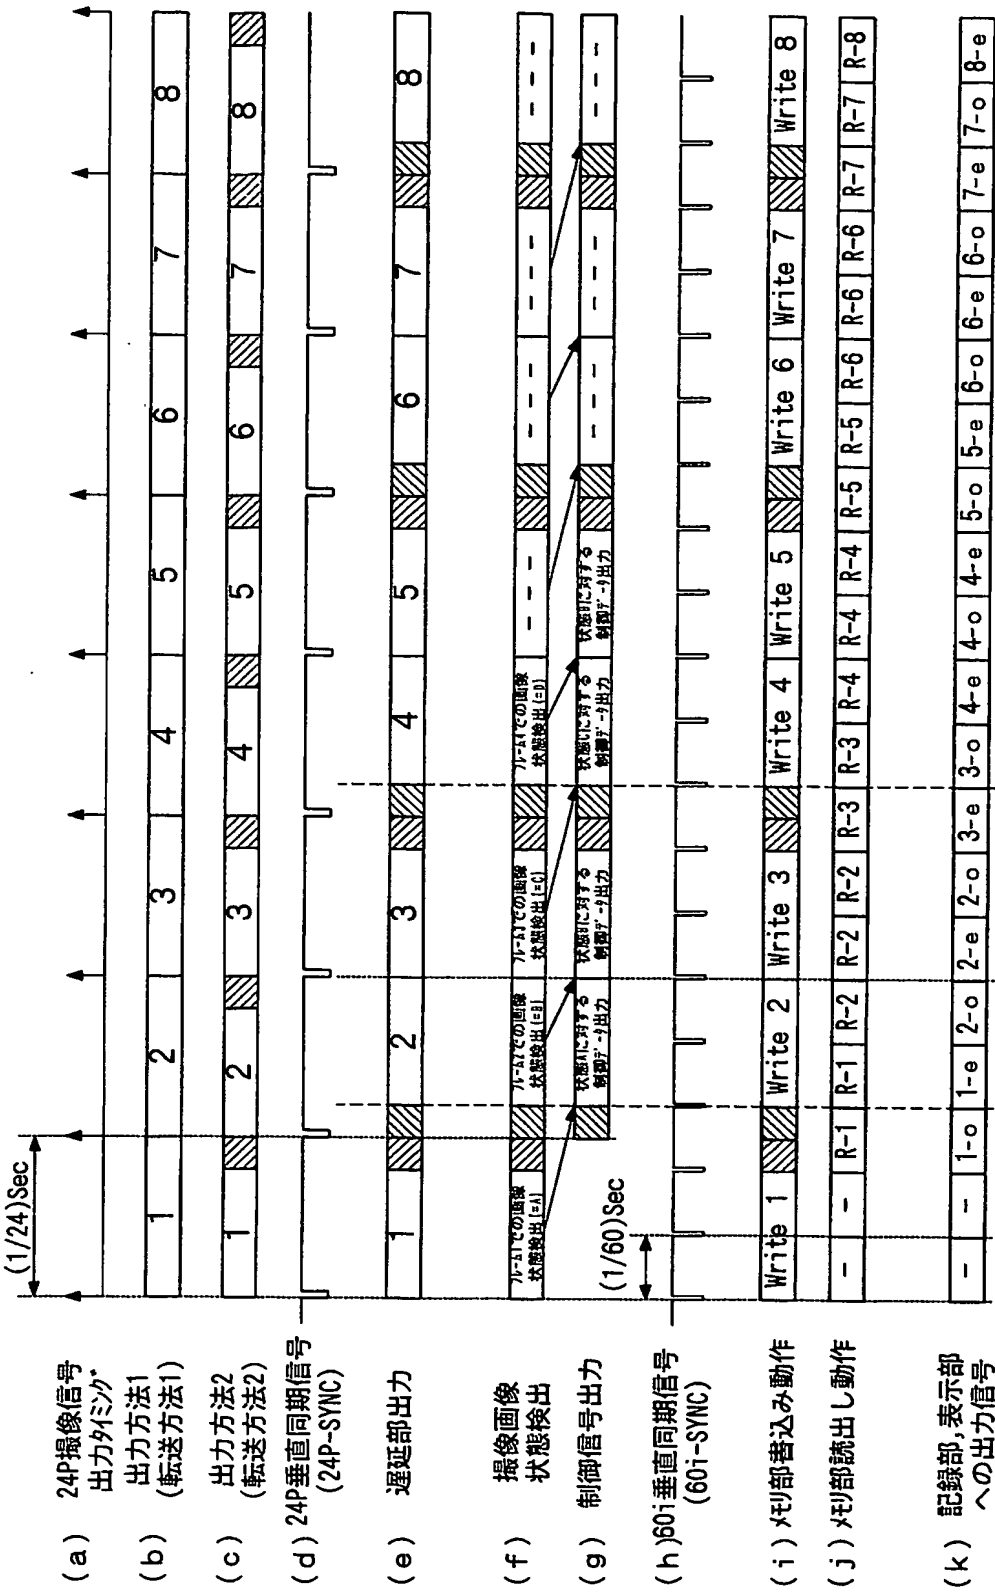 (1/24)Sec
(a) 24P撮像信号
出力タイミング
(b) 出力方法1
(転送方法1)
1 2 3 4 5 6 7 8
(c) 出力方法2
(転送方法2)
1 2 3 4 5 6 7 8
(d) 24P垂直同期信号
(24P-SYNC)
(e) 遅延部出力
1 2 3 4 5 6 7 8
(f) 撮像画像
状態検出
フレーム1での画像
状態検出(=A)
フレーム2での画像
状態検出(=B)
フレーム3での画像
状態検出(=C)
フレーム4での画像
状態検出(=D)
--- --- --- ---
(g) 制御信号出力
状態Aに対する
制御データ出力
状態Bに対する
制御データ出力
状態Cに対する
制御データ出力
状態Dに対する
制御データ出力
--- --- ---
(1/60)Sec
(h) 60i垂直同期信号
(60i-SYNC)
(i) メモリ部書込み動作
Write 1 Write 2 Write 3 Write 4 Write 5 Write 6 Write 7 Write 8
(j) メモリ部読出し動作
- - R-1 R-1 R-2 R-2 R-2 R-3 R-3 R-4 R-4 R-4 R-5 R-5 R-6 R-6 R-6 R-7 R-7 R-8
(k) 記録部,表示部
への出力信号
- - 1-o 1-e 2-o 2-e 2-o 3-e 3-o 4-e 4-o 4-e 5-o 5-e 6-o 6-e 6-o 7-e 7-o 8-e